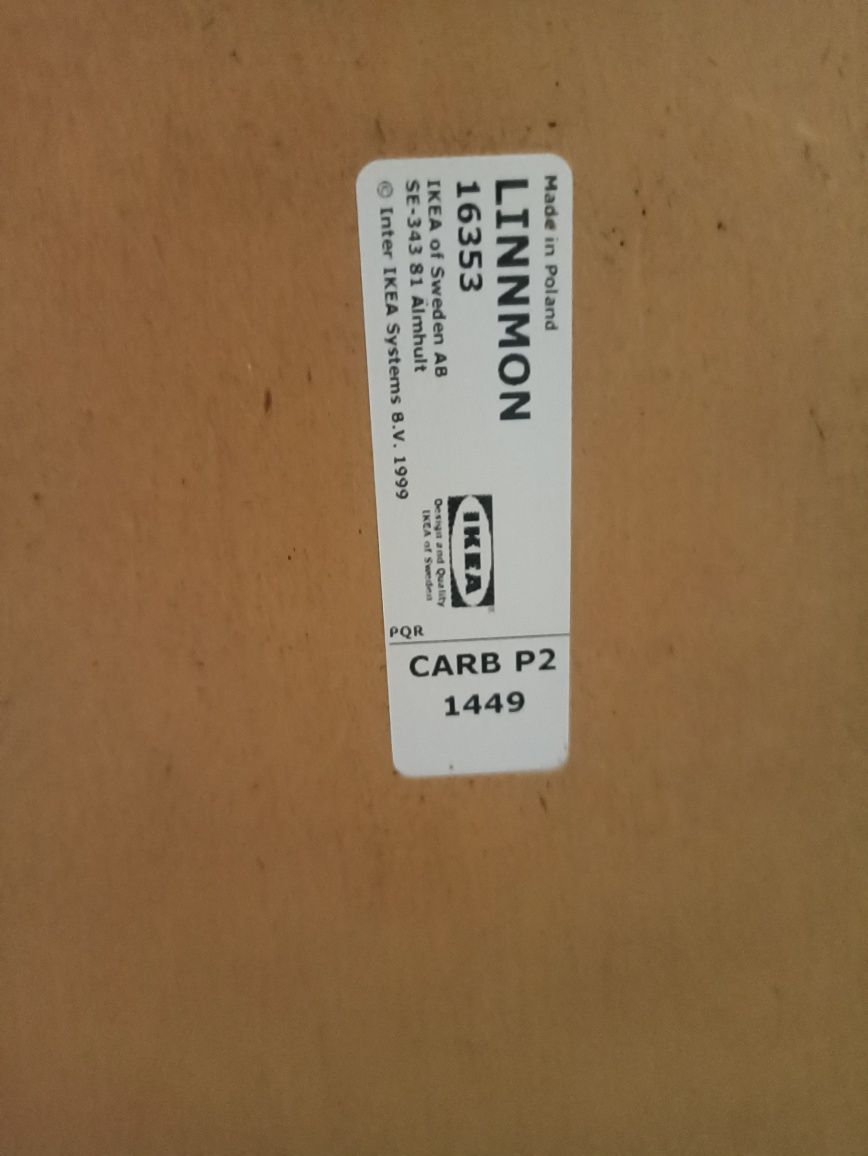 Made in Poland
LINNMON
16353
IKEA of Sweden AB
SE-343 81 Älmhult
© Inter IKEA Systems B.V. 1999
IKEA®
Design and Quality
IKEA of Sweden
PQR
CARB P2
1449